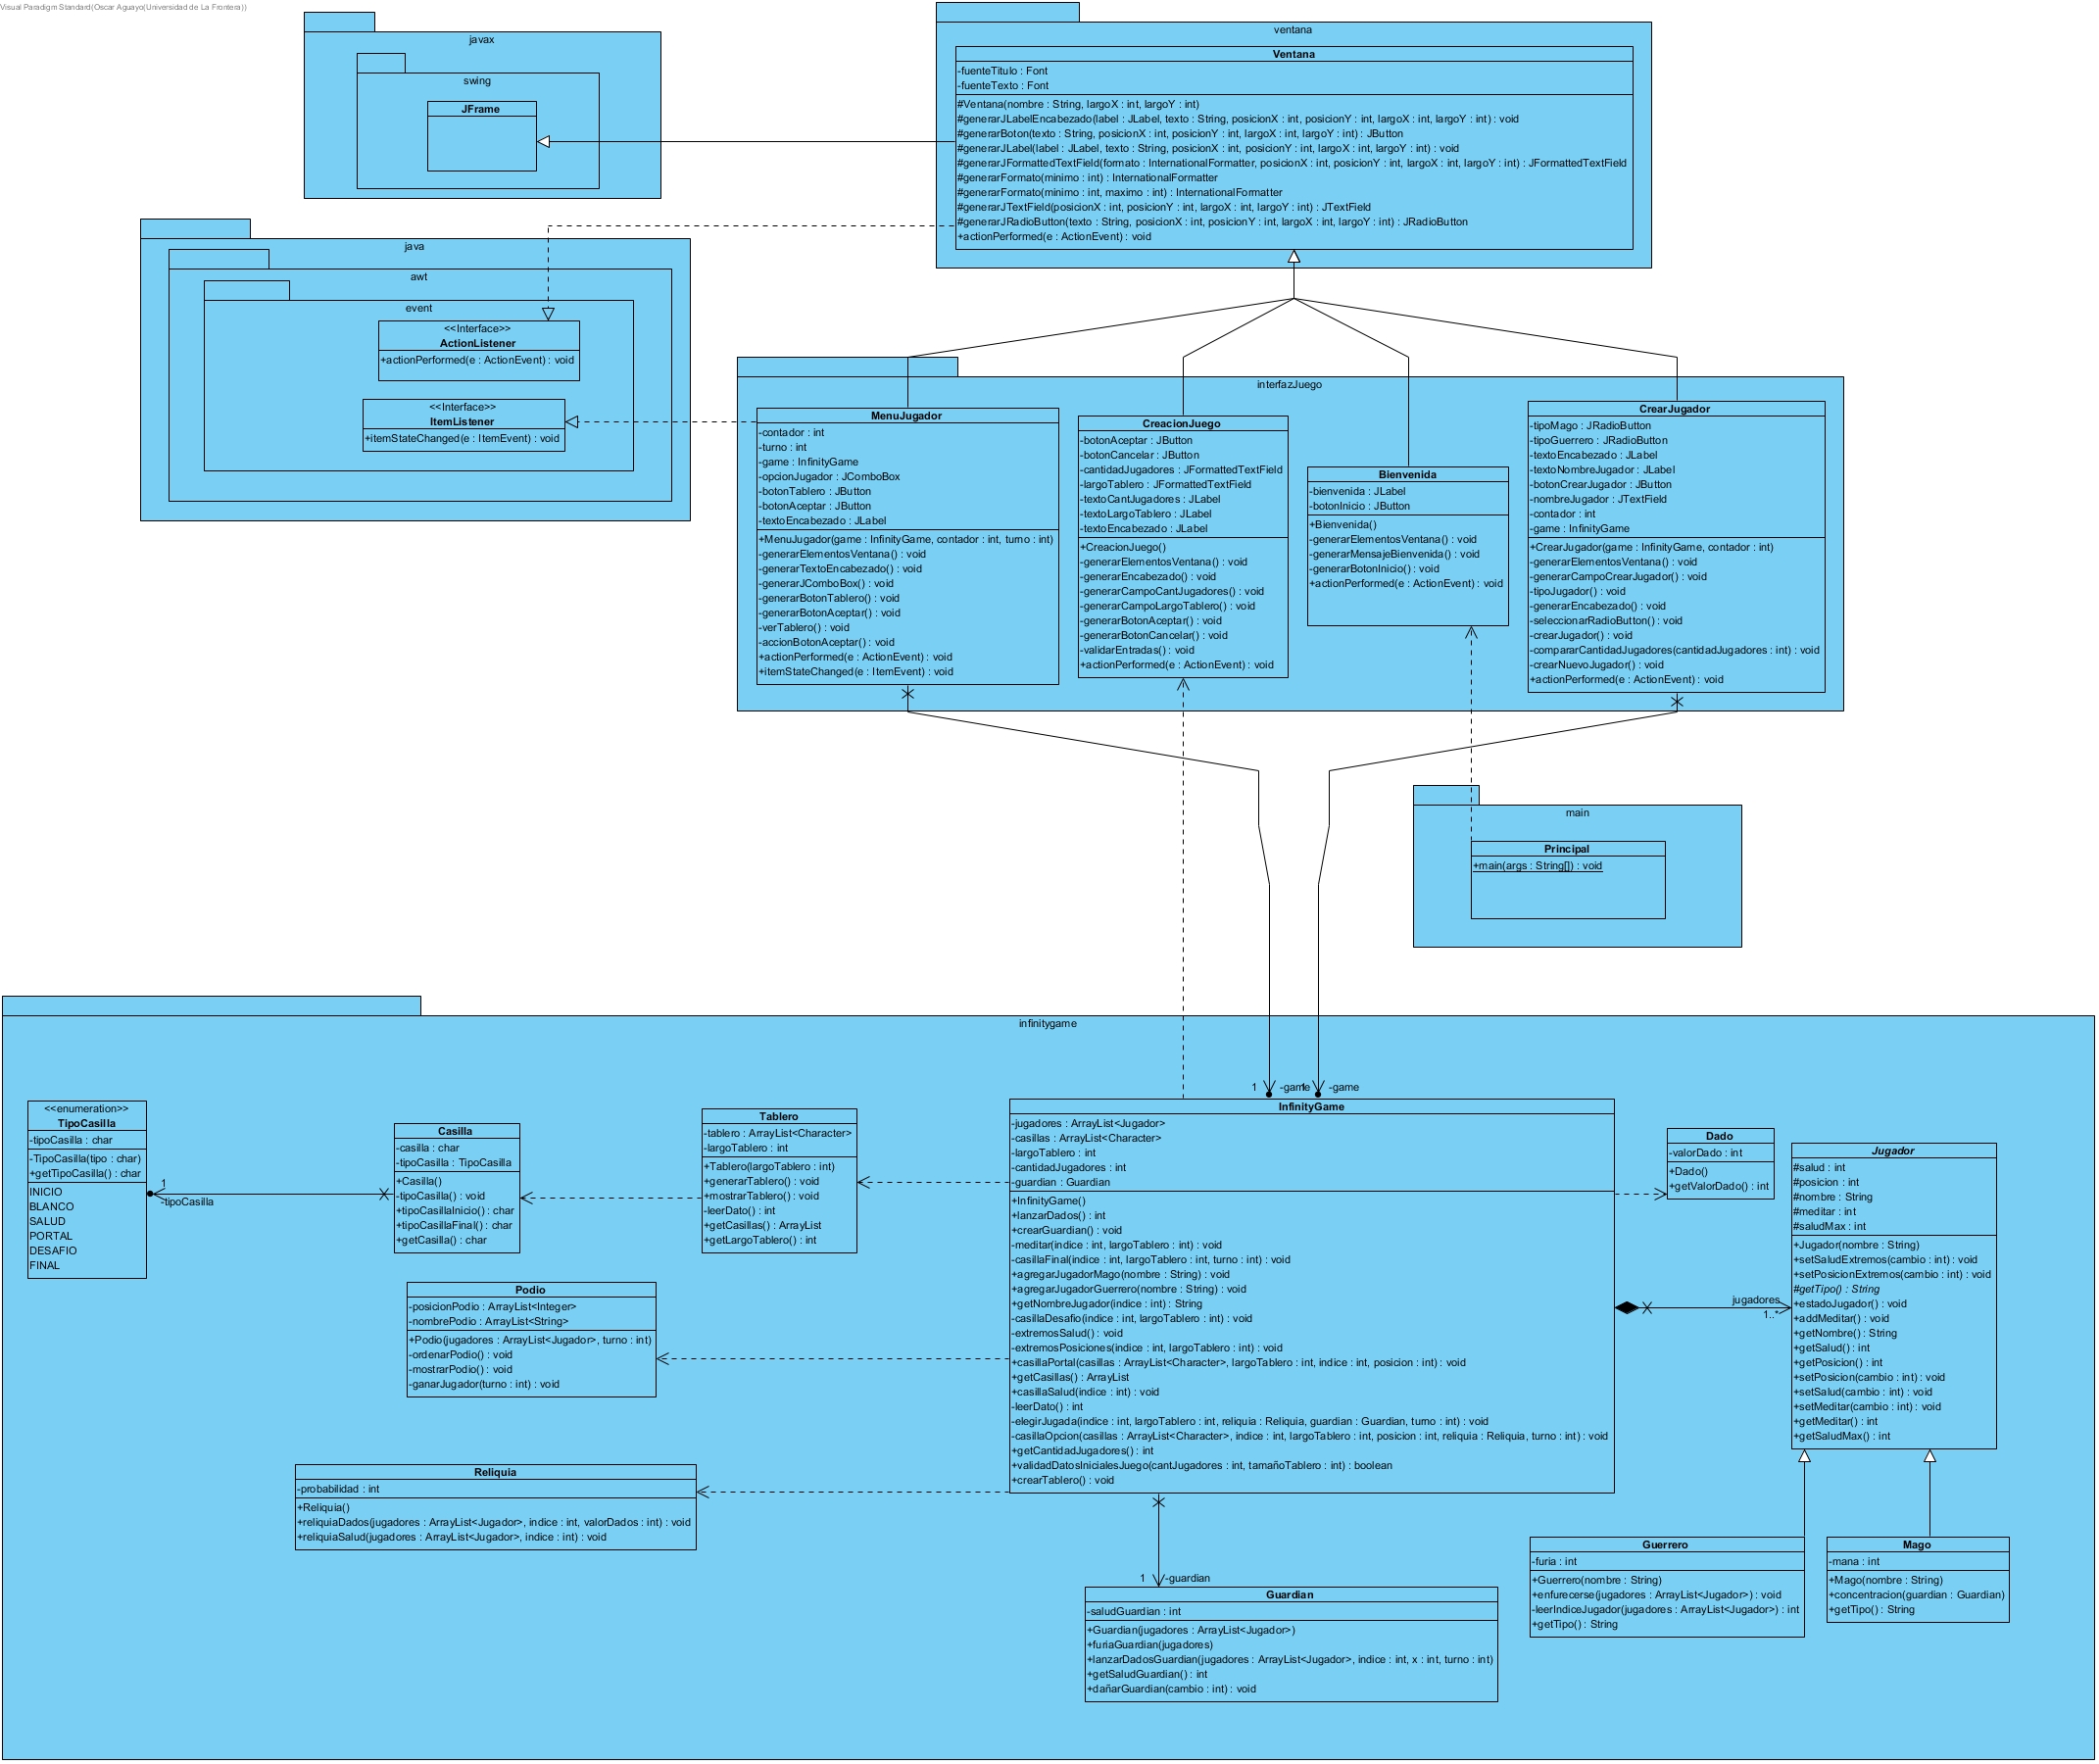 Visual Paradigm Standard(Oscar Aguayo(Universidad de La Frontera))
javax
swing
JFrame
ventana
Ventana
-fuenteTitulo : Font
-fuenteTexto : Font
#Ventana(nombre : String, largoX : int, largoY : int)
#generarJLabelEncabezado(label : JLabel, texto : String, posicionX : int, posicionY : int, largoX : int, largoY : int) : void
#generarBoton(texto : String, posicionX : int, posicionY : int, largoX : int, largoY : int) : JButton
#generarJLabel(label : JLabel, texto : String, posicionX : int, posicionY : int, largoX : int, largoY : int) : void
#generarJFormattedTextField(formato : InternationalFormatter, posicionX : int, posicionY : int, largoX : int, largoY : int) : JFormattedTextField
#generarFormato(minimo : int) : InternationalFormatter
#generarFormato(minimo : int, maximo : int) : InternationalFormatter
#generarJTextField(posicionX : int, posicionY : int, largoX : int, largoY : int) : JTextField
#generarJRadioButton(texto : String, posicionX : int, posicionY : int, largoX : int, largoY : int) : JRadioButton
+actionPerformed(e : ActionEvent) : void
java
awt
event
<<Interface>>
ActionListener
+actionPerformed(e : ActionEvent) : void
<<Interface>>
ItemListener
+itemStateChanged(e : ItemEvent) : void
interfazJuego
MenuJugador
-contador : int
-turno : int
-game : InfinityGame
-opcionJugador : JComboBox
-botonTablero : JButton
-botonAceptar : JButton
-textoEncabezado : JLabel
+MenuJugador(game : InfinityGame, contador : int, turno : int)
-generarElementosVentana() : void
-generarTextoEncabezado() : void
-generarJComboBox() : void
-generarBotonTablero() : void
-generarBotonAceptar() : void
-verTablero() : void
-accionBotonAceptar() : void
+actionPerformed(e : ActionEvent) : void
+itemStateChanged(e : ItemEvent) : void
CreacionJuego
-botonAceptar : JButton
-botonCancelar : JButton
-cantidadJugadores : JFormattedTextField
-largoTablero : JFormattedTextField
-textoCantJugadores : JLabel
-textoLargoTablero : JLabel
-textoEncabezado : JLabel
+CreacionJuego()
-generarElementosVentana() : void
-generarEncabezado() : void
-generarCampoCantJugadores() : void
-generarCampoLargoTablero() : void
-generarBotonAceptar() : void
-generarBotonCancelar() : void
-validarEntradas() : void
+actionPerformed(e : ActionEvent) : void
Bienvenida
-bienvenida : JLabel
-botonInicio : JButton
+Bienvenida()
-generarElementosVentana() : void
-generarMensajeBienvenida() : void
-generarBotonInicio() : void
+actionPerformed(e : ActionEvent) : void
CrearJugador
-tipoMago : JRadioButton
-tipoGuerrero : JRadioButton
-textoEncabezado : JLabel
-textoNombreJugador : JLabel
-botonCrearJugador : JButton
-nombreJugador : JTextField
-contador : int
-game : InfinityGame
+CrearJugador(game : InfinityGame, contador : int)
-generarElementosVentana() : void
-generarCampoCrearJugador() : void
-tipoJugador() : void
-generarEncabezado() : void
-seleccionarRadioButton() : void
-crearJugador() : void
-compararCantidadJugadores(cantidadJugadores : int) : void
-crearNuevoJugador() : void
+actionPerformed(e : ActionEvent) : void
main
Principal
+main(args : String[]) : void
infinitygame
<<enumeration>>
TipoCasilla
-tipoCasilla : char
-TipoCasilla(tipo : char)
+getTipoCasilla() : char
INICIO
BLANCO
SALUD
PORTAL
DESAFIO
FINAL
1
-tipoCasilla
Casilla
-casilla : char
-tipoCasilla : TipoCasilla
+Casilla()
-tipoCasilla() : void
+tipoCasillaInicio() : char
+tipoCasillaFinal() : char
+getCasilla() : char
Tablero
-tablero : ArrayList<Character>
-largoTablero : int
+Tablero(largoTablero : int)
+generarTablero() : void
+mostrarTablero() : void
-leerDato() : int
+getCasillas() : ArrayList
+getLargoTablero() : int
Podio
-posicionPodio : ArrayList<Integer>
-nombrePodio : ArrayList<String>
+Podio(jugadores : ArrayList<Jugador>, turno : int)
-ordenarPodio() : void
-mostrarPodio() : void
-ganarJugador(turno : int) : void
Reliquia
-probabilidad : int
+Reliquia()
+reliquiaDados(jugadores : ArrayList<Jugador>, indice : int, valorDados : int) : void
+reliquiaSalud(jugadores : ArrayList<Jugador>, indice : int) : void
1 -game
1 -game
InfinityGame
-jugadores : ArrayList<Jugador>
-casillas : ArrayList<Character>
-largoTablero : int
-cantidadJugadores : int
-guardian : Guardian
+InfinityGame()
+lanzarDados() : int
+crearGuardian() : void
-meditar(indice : int, largoTablero : int) : void
-casillaFinal(indice : int, largoTablero : int, turno : int) : void
+agregarJugadorMago(nombre : String) : void
+agregarJugadorGuerrero(nombre : String) : void
+getNombreJugador(indice : int) : String
-casillaDesafio(indice : int, largoTablero : int) : void
-extremosSalud() : void
-extremosPosiciones(indice : int, largoTablero : int) : void
+casillaPortal(casillas : ArrayList<Character>, largoTablero : int, indice : int, posicion : int) : void
+getCasillas() : ArrayList
+casillaSalud(indice : int) : void
-leerDato() : int
-elegirJugada(indice : int, largoTablero : int, reliquia : Reliquia, guardian : Guardian, turno : int) : void
-casillaOpcion(casillas : ArrayList<Character>, indice : int, largoTablero : int, posicion : int, reliquia : Reliquia, turno : int) : void
+getCantidadJugadores() : int
+validadDatosInicialesJuego(cantJugadores : int, tamañoTablero : int) : boolean
+crearTablero() : void
Dado
-valorDado : int
+Dado()
+getValorDado() : int
jugadores
1..*
Jugador
#salud : int
#posicion : int
#nombre : String
#meditar : int
#saludMax : int
+Jugador(nombre : String)
+setSaludExtremos(cambio : int) : void
+setPosicionExtremos(cambio : int) : void
#getTipo() : String
+estadoJugador() : void
+addMeditar() : void
+getNombre() : String
+getSalud() : int
+getPosicion() : int
+setPosicion(cambio : int) : void
+setSalud(cambio : int) : void
+setMeditar(cambio : int) : void
+getMeditar() : int
+getSaludMax() : int
Guerrero
-furia : int
+Guerrero(nombre : String)
+enfurecerse(jugadores : ArrayList<Jugador>) : void
-leerIndiceJugador(jugadores : ArrayList<Jugador>) : int
+getTipo() : String
Mago
-mana : int
+Mago(nombre : String)
+concentracion(guardian : Guardian)
+getTipo() : String
1 -guardian
Guardian
-saludGuardian : int
+Guardian(jugadores : ArrayList<Jugador>)
+furiaGuardian(jugadores)
+lanzarDadosGuardian(jugadores : ArrayList<Jugador>, indice : int, x : int, turno : int)
+getSaludGuardian() : int
+dañarGuardian(cambio : int) : void